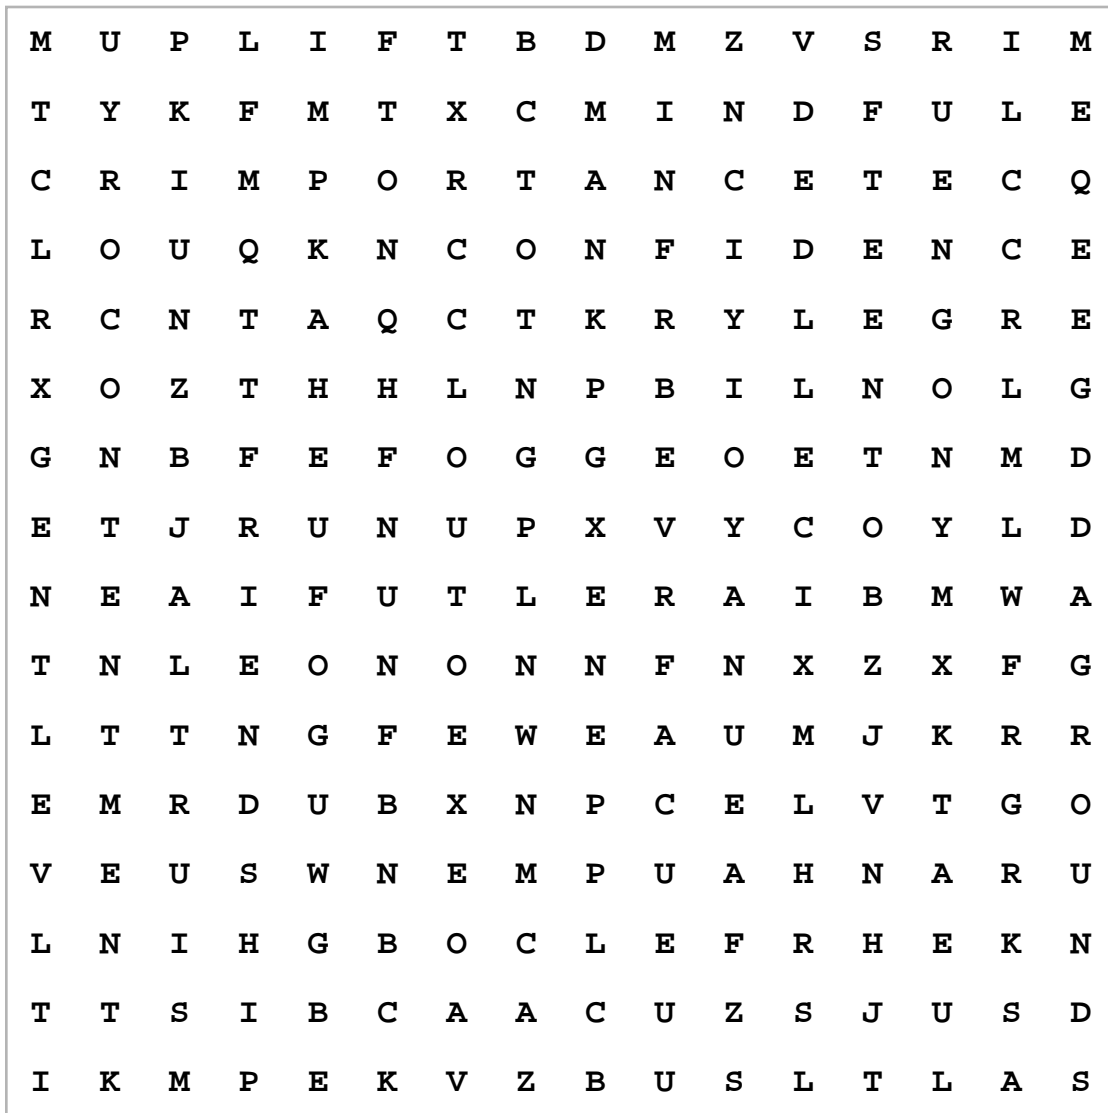 M U P L I F T B D M Z V S R I M
T Y K F M T X C M I N D F U L E
C R I M P O R T A N C E T E C Q
L O U Q K N C O N F I D E N C E
R C N T A Q C T K R Y L E G R E
X O Z T H H L N P B I L N O L G
G N B F E F O G G E O E T N M D
E T J R U N U P X V Y C O Y L D
N E A I F U T L E R A I B M W A
T N L E O N O N N F N X Z X F G
L T T N G F E W E A U M J K R R
E M R D U B X N P C E L V T G O
V E U S W N E M P U A H N A R U
L N I H G B O C L E F R H E K N
T T S I B C A A C U Z S J U S D
I K M P E K V Z B U S L T L A S